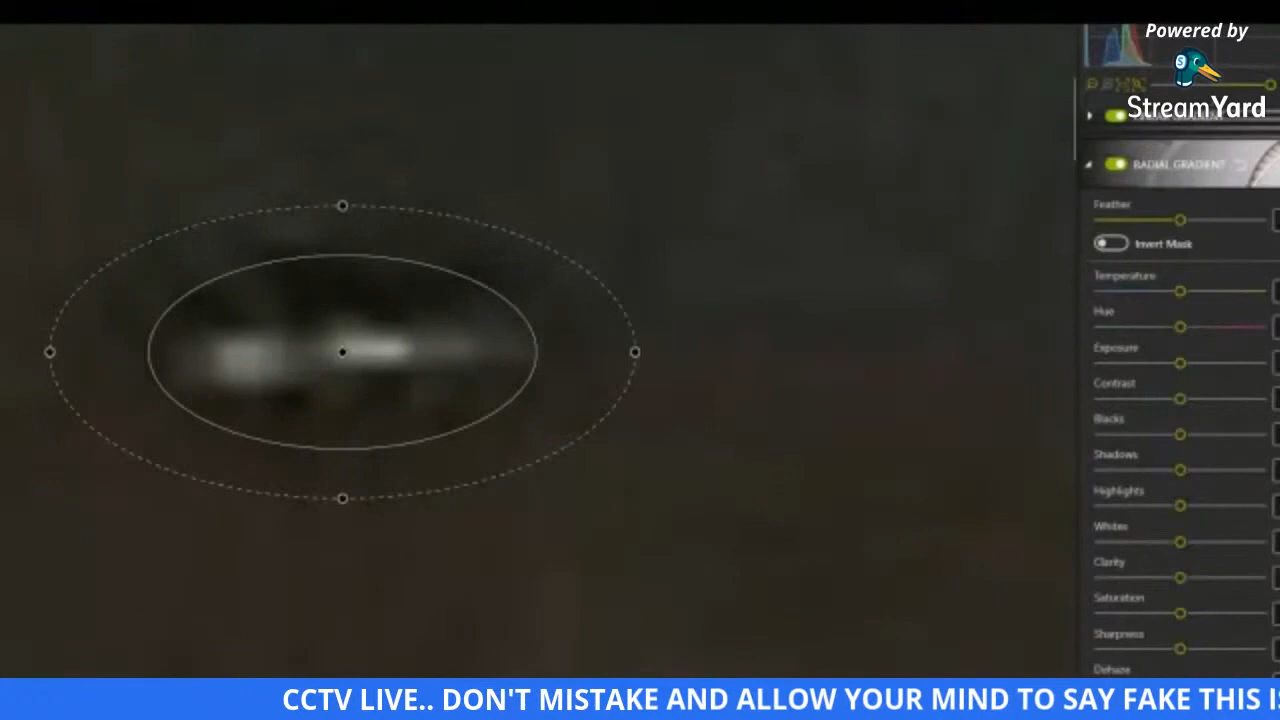 Powered by
StreamYard
RADIAL GRADIENT
Feather
Invert Mask
Temperature
Hue
Exposure
Contrast
Blacks
Shadows
Highlights
Whites
Clarity
Saturation
Sharpness
Dehaze
CCTV LIVE.. DON'T MISTAKE AND ALLOW YOUR MIND TO SAY FAKE THIS I